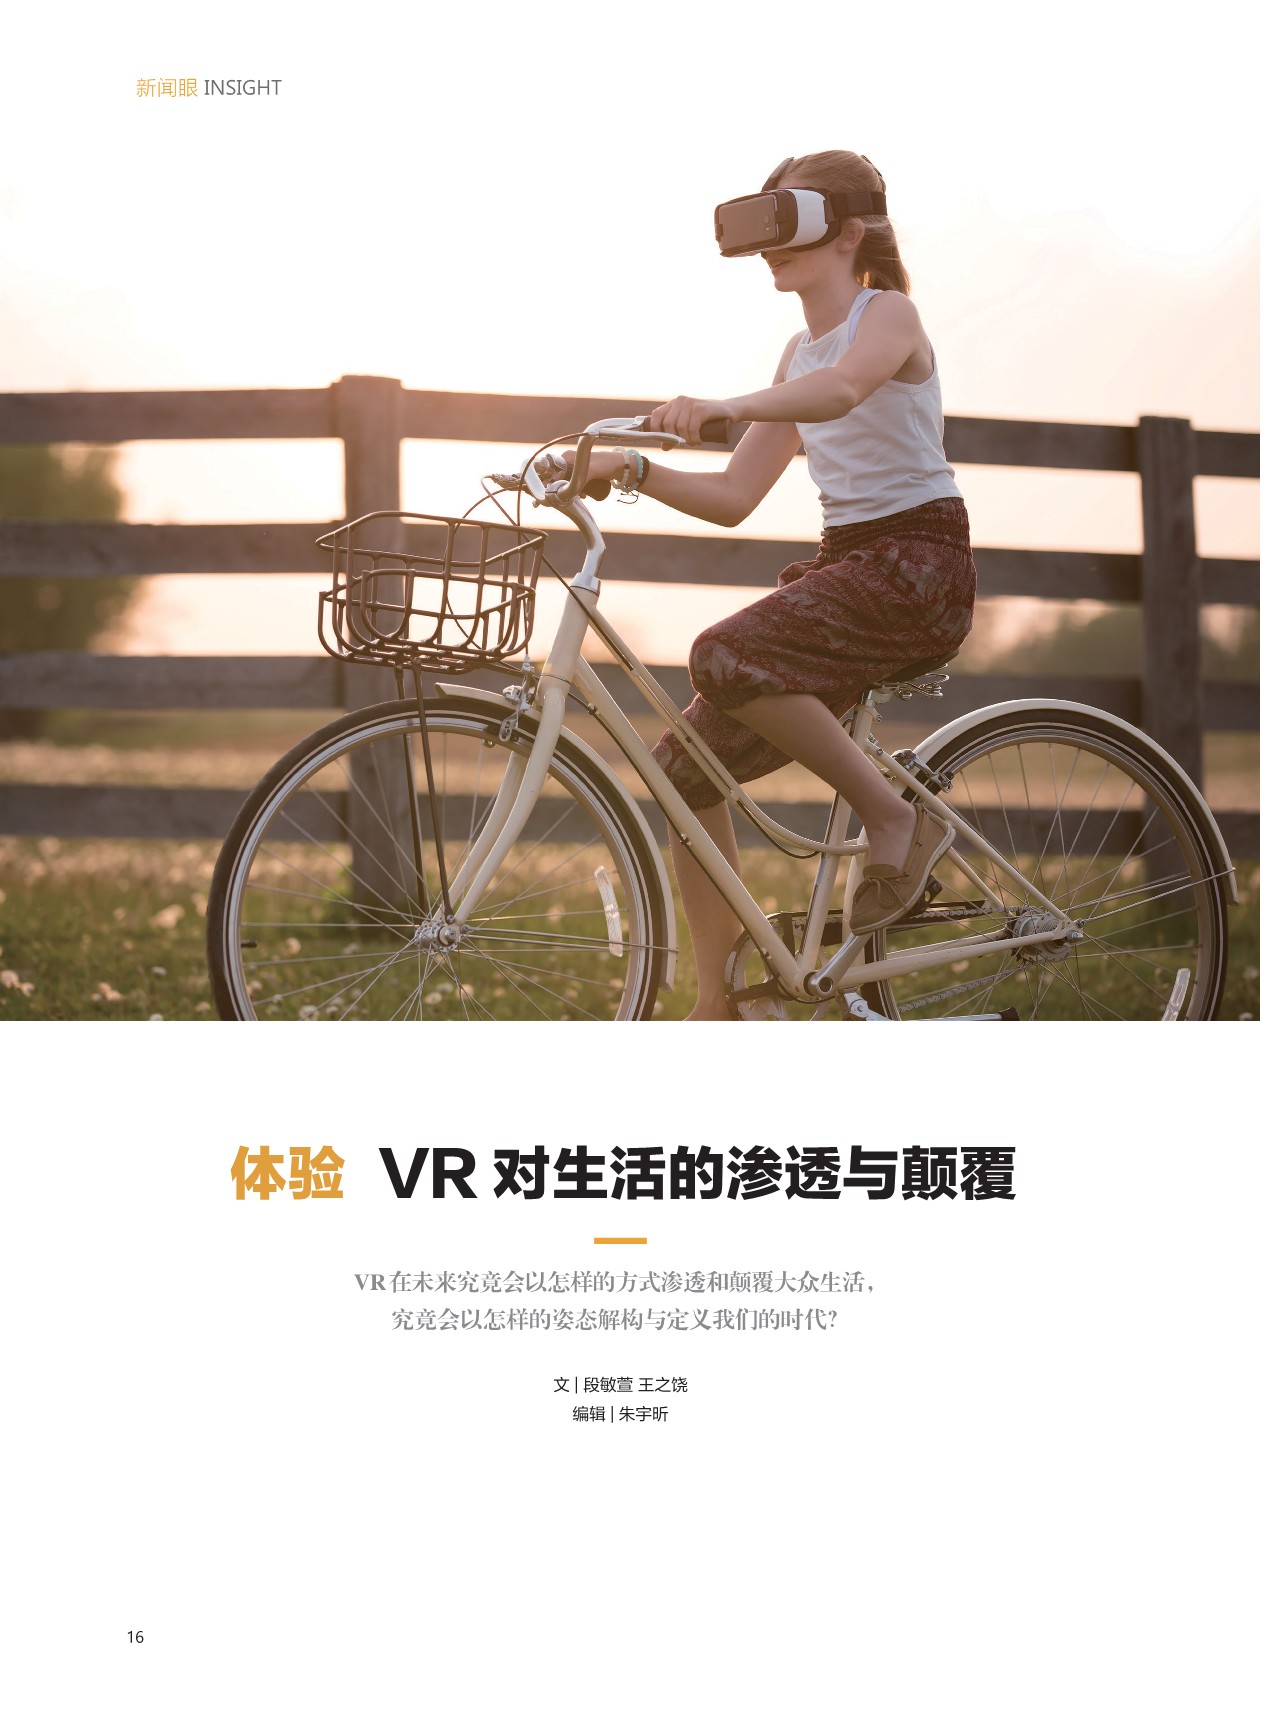 新闻眼 INSIGHT
体验 VR 对生活的渗透与颠覆
VR在未来究竟会以怎样的方式渗透和颠覆大众生活，
究竟会以怎样的姿态解构与定义我们的时代？
文 | 段敏萱 王之饶
编辑 | 朱宇昕
16